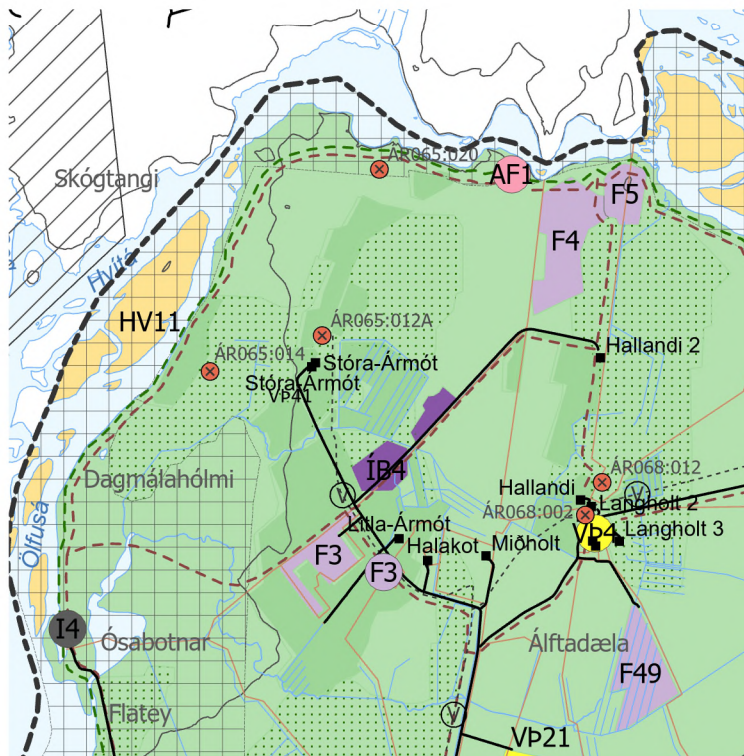 ÁR065:020
AF1
Skógtangi
F5
F4
Hvítá
HV11
ÁR065:012A
ÁR065:014
Stóra-Ármót
Hallandi 2
Stóra-Ármót
VÞ41
ÍB4
Dagmálahólmi
ÁR068:012
V
V
Hallandi
Langholt 2
ÁR068:002
Ölfusá
Litla-Ármót
VÞ4
Langholt 3
F3
Halakot
Miðholt
F3
I4
Ósabotnar
Álftadæla
F49
Flatey
V
VÞ21